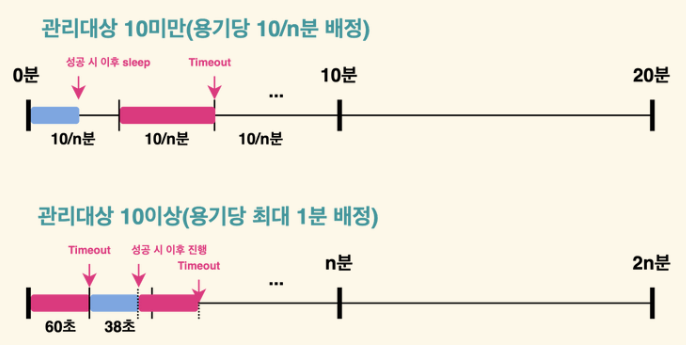 관리대상 10미만(용기당 10/n분 배정)
성공 시 이후 sleep
Timeout
0분
...
10분
20분
10/n분
10/n분
10/n분
관리대상 10이상(용기당 최대 1분 배정)
Timeout
성공 시 이후 진행
Timeout
...
n분
2n분
60초
38초